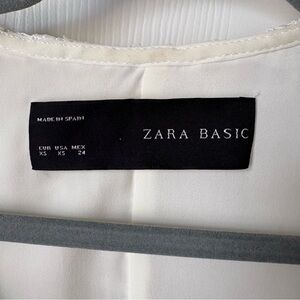 MADE IN SPAIN
ZARA BASIC
EUR USA MEX
XS XS 24